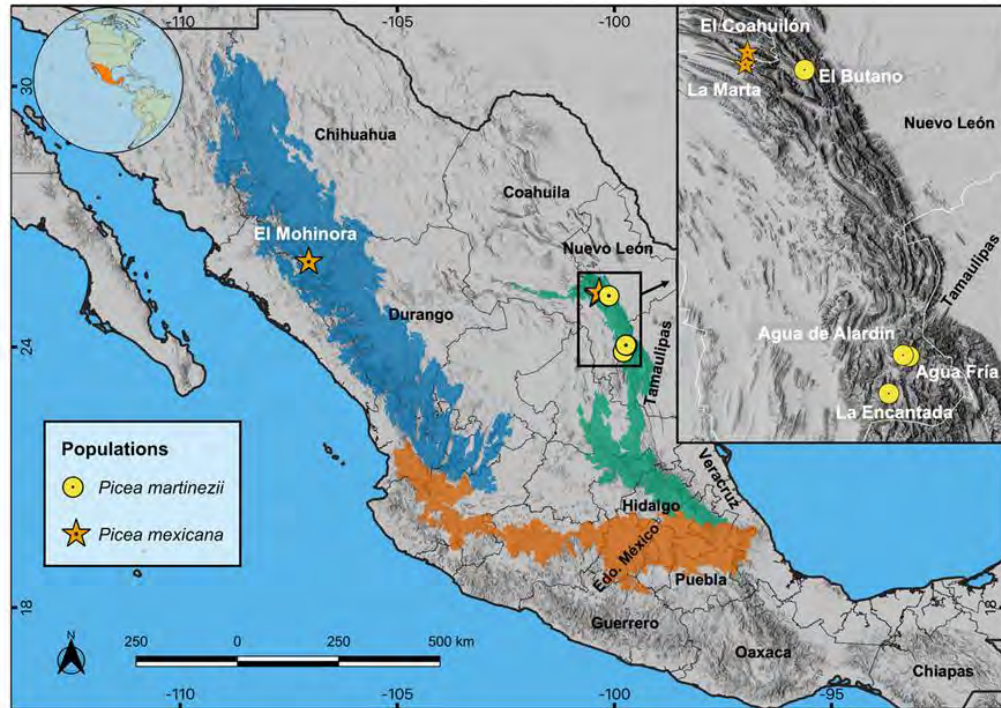 -110
-105
-100
30
24
18
Chihuahua
Coahuila
El Mohinora
Nuevo León
Durango
Tamaulipas
Veracruz
Hidalgo
Edo. México
Puebla
Guerrero
Oaxaca
Chiapas
El Coahuilón
La Marta
El Butano
Nuevo León
Tamaulipas
Agua de Alardín
Agua Fría
La Encantada
Populations
Picea martinezii
Picea mexicana
N
250 0 250 500 km
18
-110
-105
-100
-95